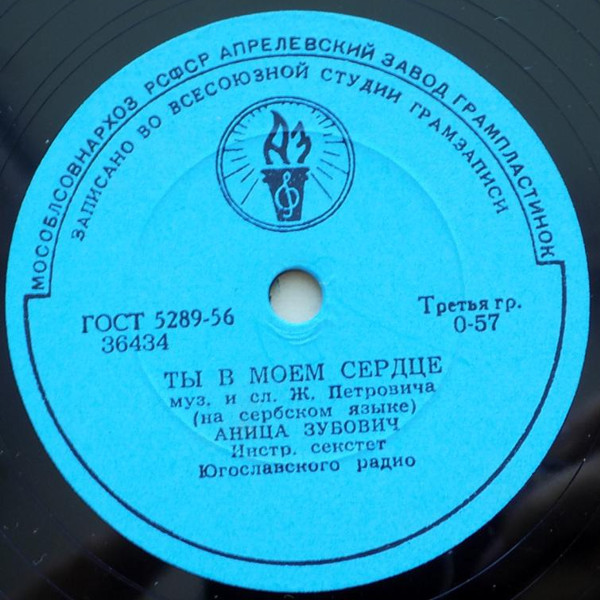 МОСОБЛСОВНАРХОЗ РСФСР АПРЕЛЕВСКИЙ ЗАВОД ГРАМПЛАСТИНОК
ЗАПИСАНО ВО ВСЕСОЮЗНОЙ СТУДИИ ГРАМЗАПИСИ
АЗ
ГОСТ 5289-56
36434
Третья гр.
0-57
ТЫ В МОЕМ СЕРДЦЕ
муз. и сл. Ж. Петровича
(на сербском языке)
АНИЦА ЗУБОВИЧ
Инстр. секстет
Югославского радио